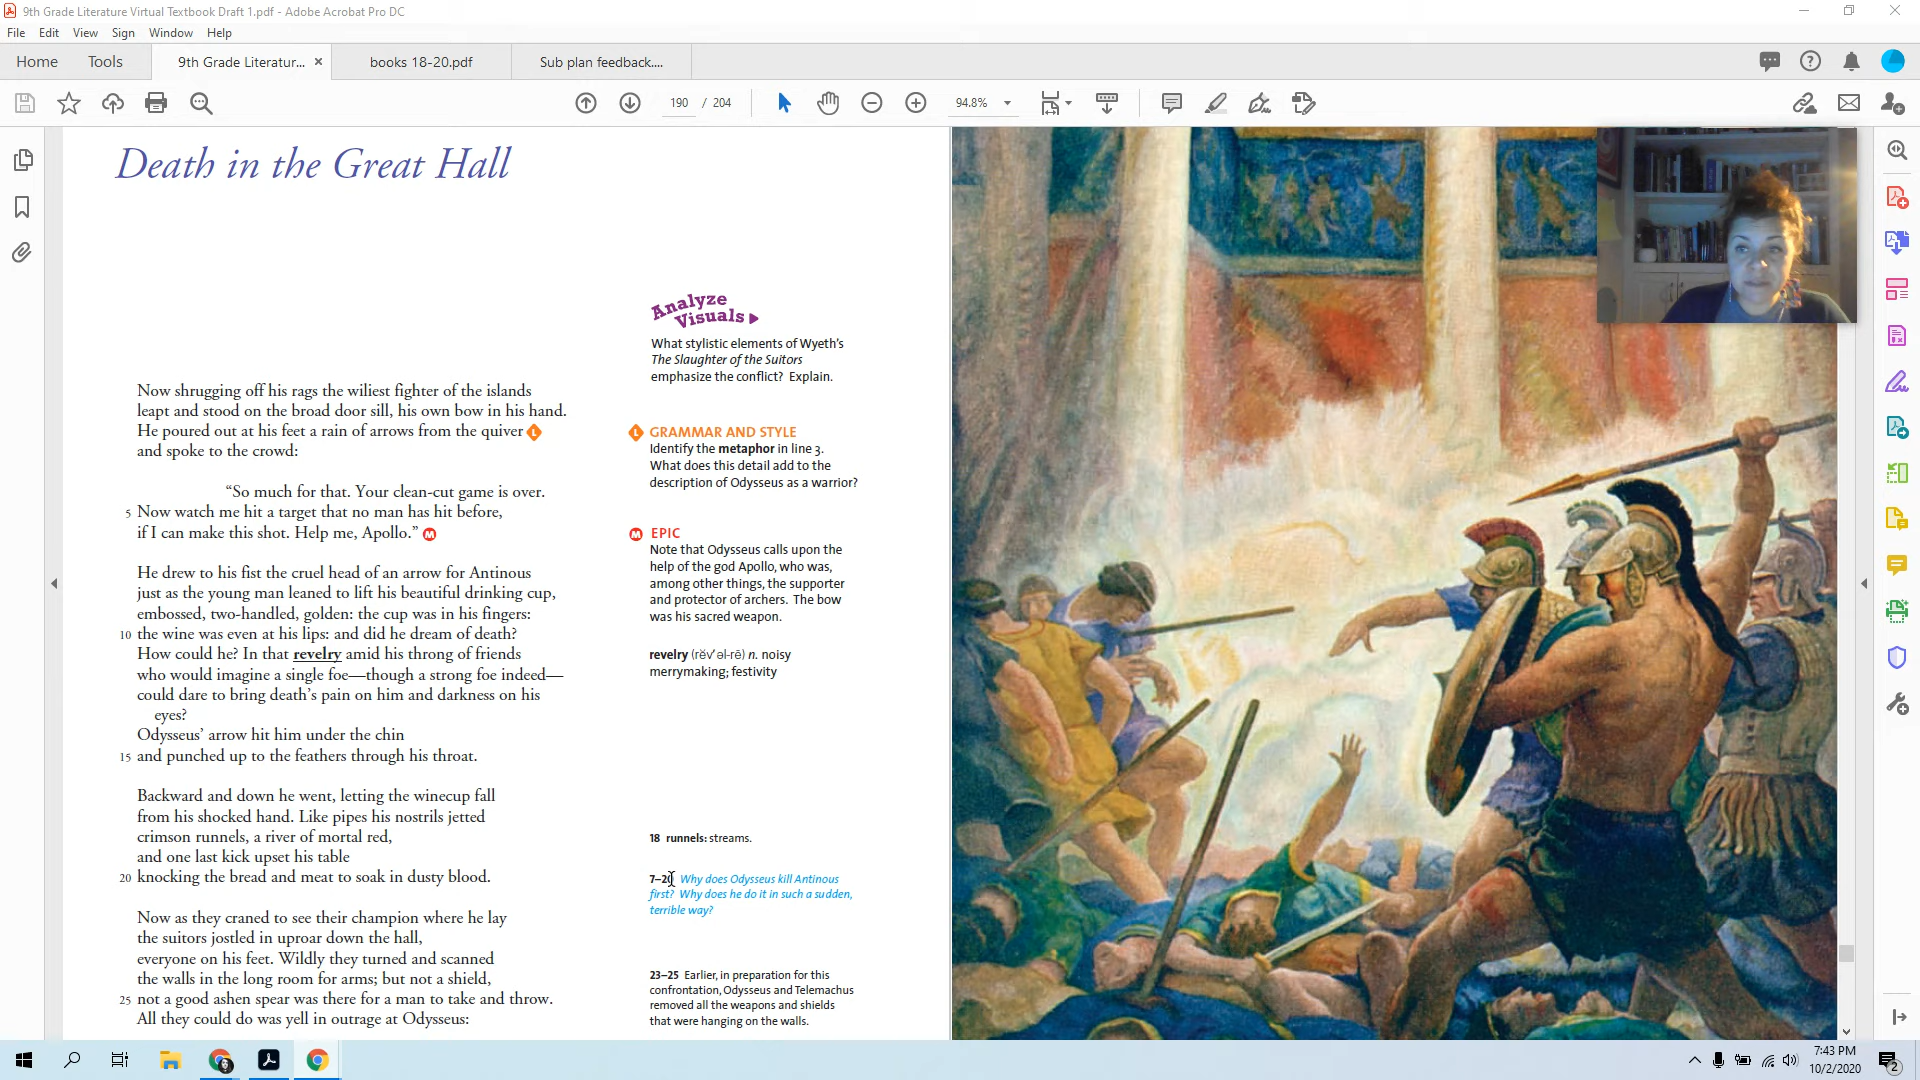 9th Grade Literature Virtual Textbook Draft 1.pdf - Adobe Acrobat Pro DC
File Edit View Sign Window Help
Home Tools 9th Grade Literatur... × books 18-20.pdf Sub plan feedback....
190 / 204 94.8%
Death in the Great Hall
Analyze
Visuals
What stylistic elements of Wyeth's
The Slaughter of the Suitors
emphasize the conflict? Explain.
Now shrugging off his rags the wiliest fighter of the islands
leapt and stood on the broad door sill, his own bow in his hand.
He poured out at his feet a rain of arrows from the quiver L
and spoke to the crowd:
“So much for that. Your clean-cut game is over.
5 Now watch me hit a target that no man has hit before,
if I can make this shot. Help me, Apollo.” M
He drew to his fist the cruel head of an arrow for Antinous
just as the young man leaned to lift his beautiful drinking cup,
embossed, two-handled, golden: the cup was in his fingers:
10 the wine was even at his lips: and did he dream of death?
How could he? In that revelry amid his throng of friends
who would imagine a single foe—though a strong foe indeed—
could dare to bring death's pain on him and darkness on his
eyes?
Odysseus' arrow hit him under the chin
15 and punched up to the feathers through his throat.
Backward and down he went, letting the winecup fall
from his shocked hand. Like pipes his nostrils jetted
crimson runnels, a river of mortal red,
and one last kick upset his table
20 knocking the bread and meat to soak in dusty blood.
Now as they craned to see their champion where he lay
the suitors jostled in uproar down the hall,
everyone on his feet. Wildly they turned and scanned
the walls in the long room for arms; but not a shield,
25 not a good ashen spear was there for a man to take and throw.
All they could do was yell in outrage at Odysseus:
L GRAMMAR AND STYLE
Identify the metaphor in line 3.
What does this detail add to the
description of Odysseus as a warrior?
M EPIC
Note that Odysseus calls upon the
help of the god Apollo, who was,
among other things, the supporter
and protector of archers. The bow
was his sacred weapon.
revelry (rĕv'əl-rē) n. noisy
merrymaking; festivity
18 runnels: streams.
7–20 Why does Odysseus kill Antinous
first? Why does he do it in such a sudden,
terrible way?
23–25 Earlier, in preparation for this
confrontation, Odysseus and Telemachus
removed all the weapons and shields
that were hanging on the walls.
7:43 PM
10/2/2020
2